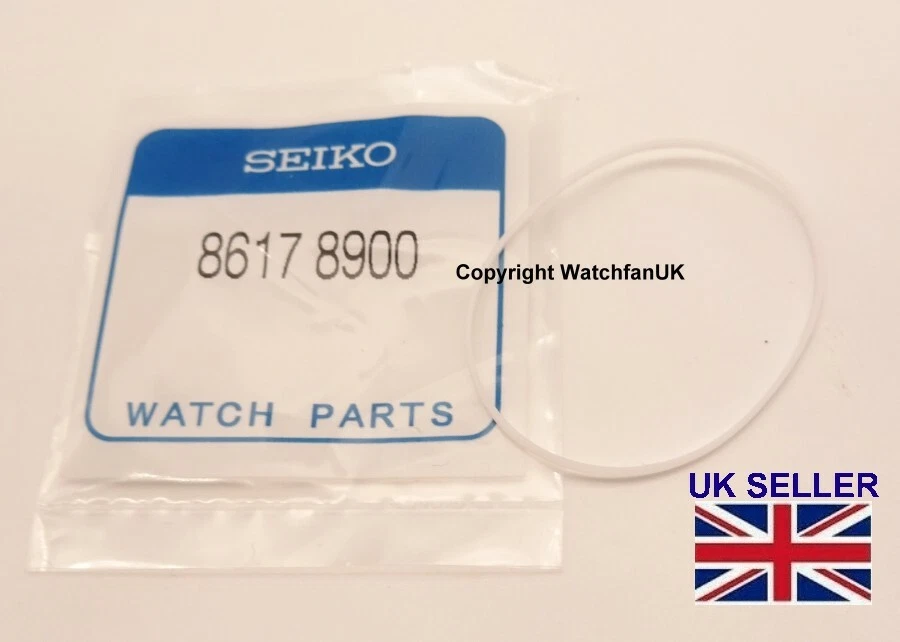 SEIKO
8617 8900
Copyright WatchfanUK
WATCH PARTS
UK SELLER